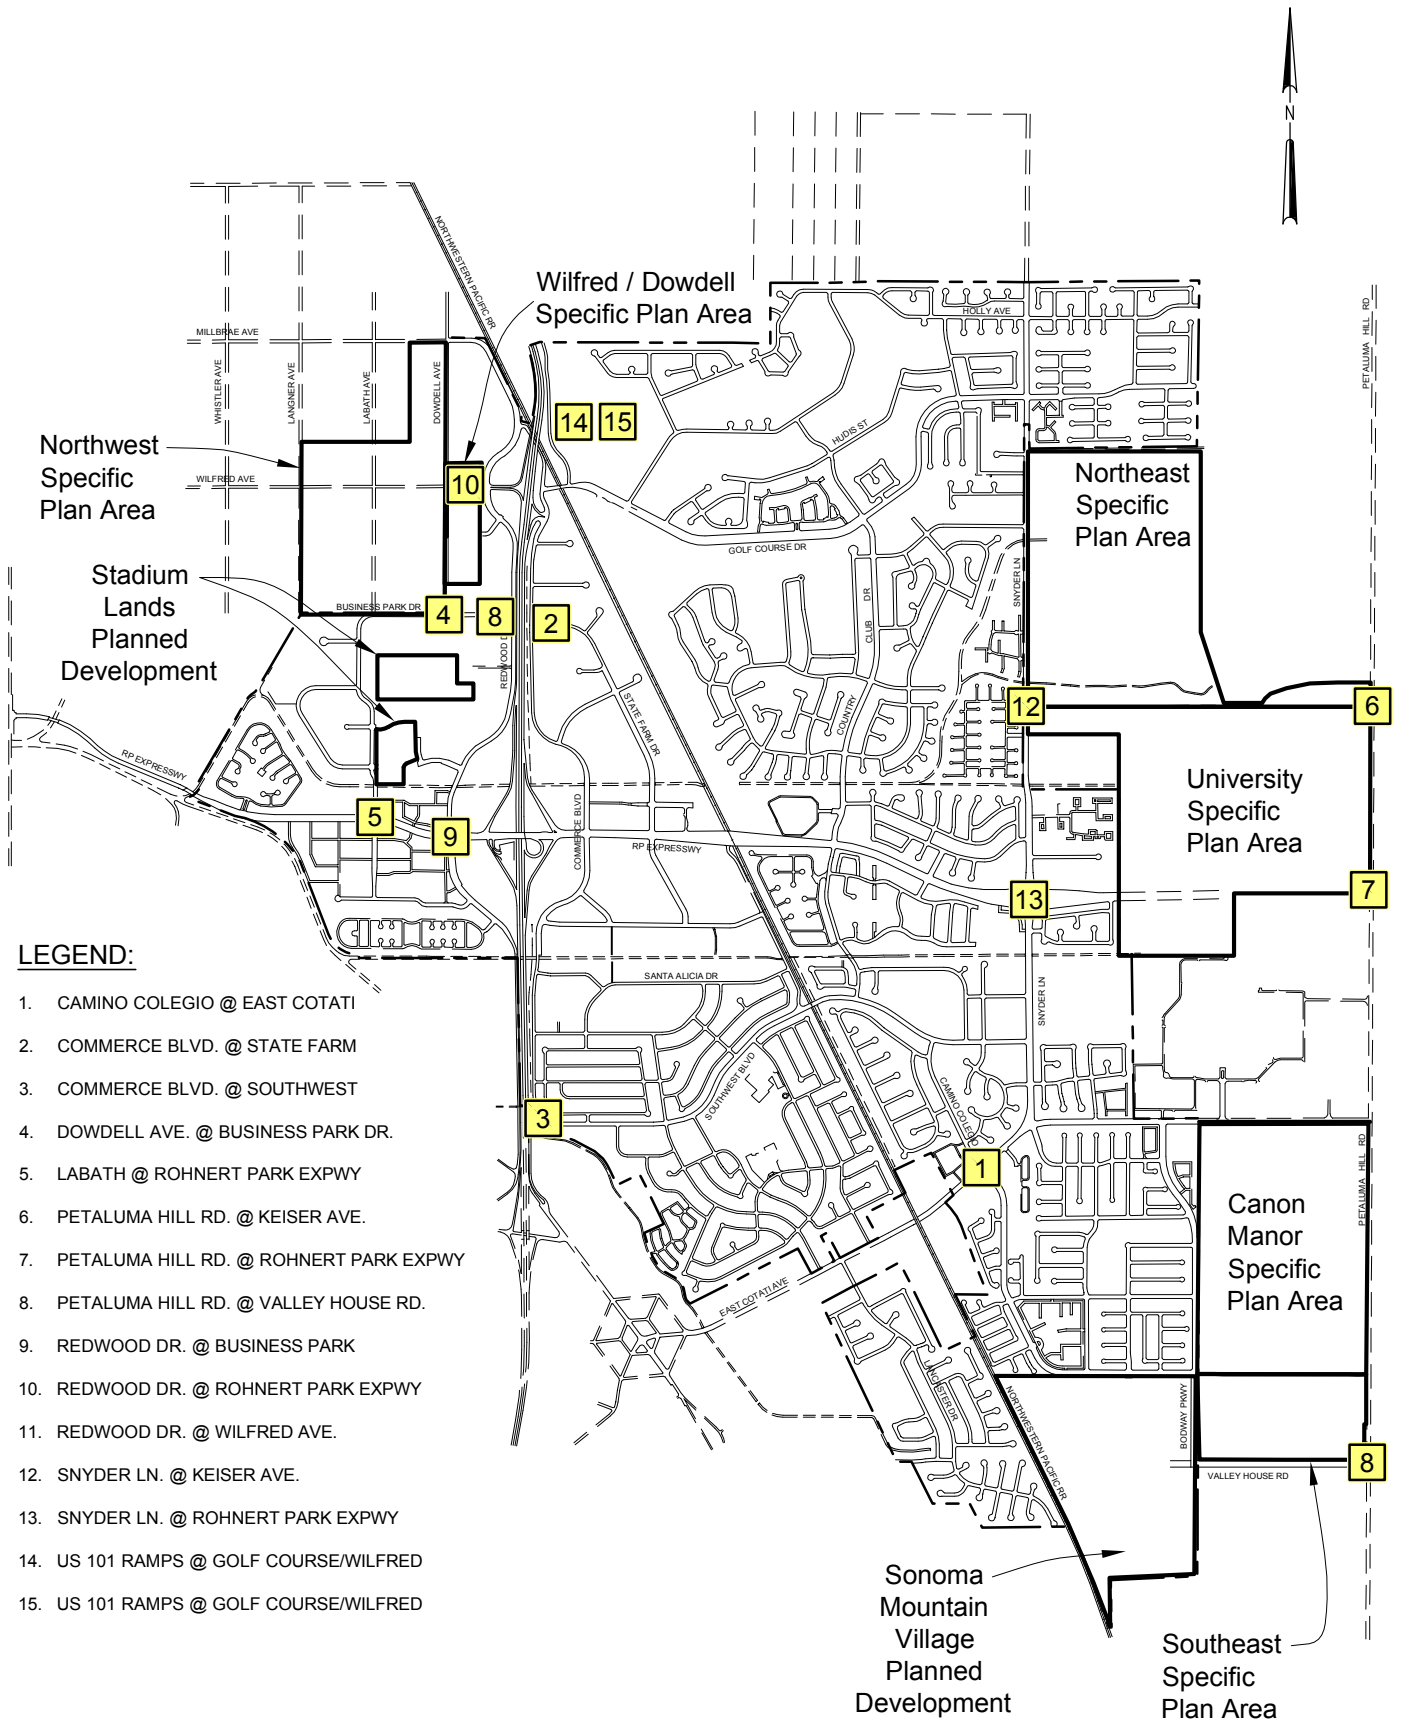 N
Wilfred / Dowdell
Specific Plan Area
NORTHWESTERN PACIFIC RR
HOLLY AVE
PETALUMA HILL RD
MILLBRAE AVE
WHISTLER AVE
LANGNER AVE
LABATH AVE
DOWDELL AVE
14 15
HUDIS ST
Northwest
Specific
Plan Area
WILFRED AVE
10
Northeast
Specific
Plan Area
GOLF COURSE DR
SNYDER LN
Stadium
Lands
Planned
Development
BUSINESS PARK DR
4
8
2
REDWOOD D
CLUB DR
COUNTRY
STATE FARM DR
12
6
RP EXPRESSWY
University
Specific
Plan Area
5
9
COMMERCE BLVD
RP EXPRESSWY
13
7
LEGEND:
1. CAMINO COLEGIO @ EAST COTATI
2. COMMERCE BLVD. @ STATE FARM
3. COMMERCE BLVD. @ SOUTHWEST
4. DOWDELL AVE. @ BUSINESS PARK DR.
5. LABATH @ ROHNERT PARK EXPWY
6. PETALUMA HILL RD. @ KEISER AVE.
7. PETALUMA HILL RD. @ ROHNERT PARK EXPWY
8. PETALUMA HILL RD. @ VALLEY HOUSE RD.
9. REDWOOD DR. @ BUSINESS PARK
10. REDWOOD DR. @ ROHNERT PARK EXPWY
11. REDWOOD DR. @ WILFRED AVE.
12. SNYDER LN. @ KEISER AVE.
13. SNYDER LN. @ ROHNERT PARK EXPWY
14. US 101 RAMPS @ GOLF COURSE/WILFRED
15. US 101 RAMPS @ GOLF COURSE/WILFRED
SANTA ALICIA DR
SNYDER LN
SOUTHWEST BLVD
CAMINO COLEGIO
3
1
PETALUMA HILL RD
Canon
Manor
Specific
Plan Area
EAST COTATI AVE
LANCASTER DR
NORTHWESTERN PACIFIC RR
BODWAY PKWY
8
VALLEY HOUSE RD
Sonoma
Mountain
Village
Planned
Development
Southeast
Specific
Plan Area